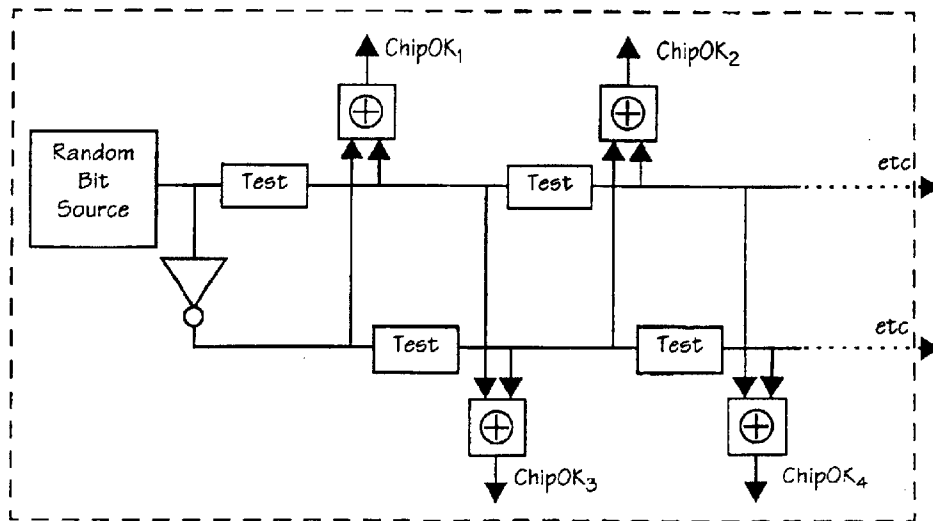 ChipOK1
ChipOK2
Random
Bit
Source
Test
Test
etc
Test
Test
etc
ChipOK3
ChipOK4